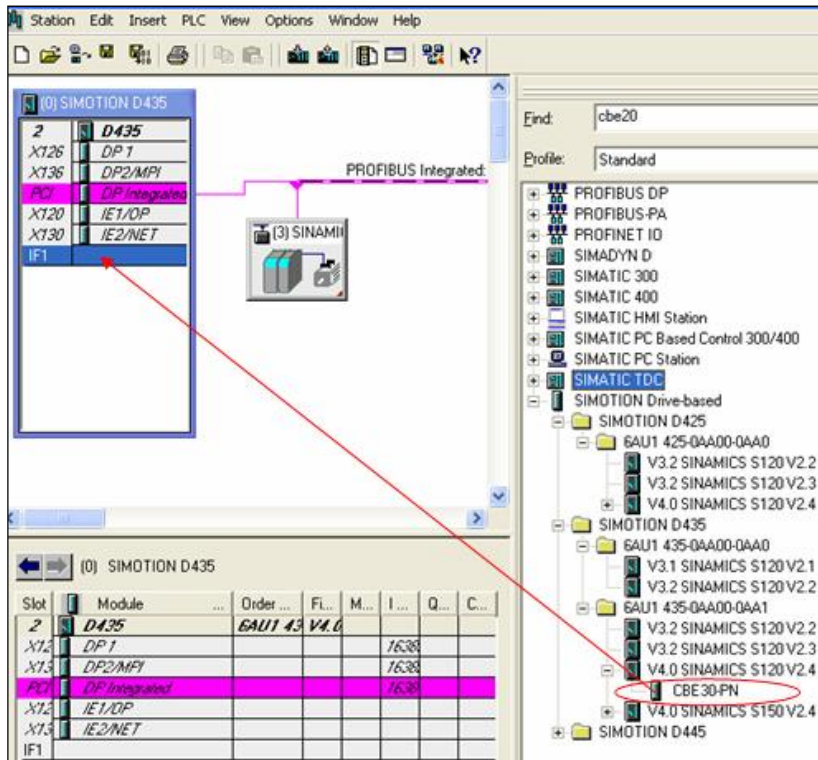 Station Edit Insert PLC View Options Window Help
(0) SIMOTION D435
2 D435
X126 DP 1
X136 DP2/MPI
PCI DP Integrated
X120 IE1/OP
X130 IE2/NET
IF1
PROFIBUS Integrated:
(3) SINAMI
Find: cbe20
Profile: Standard
PROFIBUS DP
PROFIBUS-PA
PROFINET IO
SIMADYN D
SIMATIC 300
SIMATIC 400
SIMATIC HMI Station
SIMATIC PC Based Control 300/400
SIMATIC PC Station
SIMATIC TDC
SIMOTION Drive-based
SIMOTION D425
6AU1 425-0AA00-0AA0
V3.2 SINAMICS S120 V2.2
V3.2 SINAMICS S120 V2.3
V4.0 SINAMICS S120 V2.4
SIMOTION D435
6AU1 435-0AA00-0AA0
V3.1 SINAMICS S120 V2.1
V3.2 SINAMICS S120 V2.2
6AU1 435-0AA00-0AA1
V3.2 SINAMICS S120 V2.2
V3.2 SINAMICS S120 V2.3
V4.0 SINAMICS S120 V2.4
CBE30-PN
V4.0 SINAMICS S150 V2.4
SIMOTION D445
(0) SIMOTION D435
Slot Module ... Order ... Fi... M... I ... Q... C...
2 D435 6AU1 43 V4.0
X12 DP 1 1638
X13 DP2/MPI 1638
PCI DP Integrated 1638
X12 IE1/OP
X13 IE2/NET
IF1